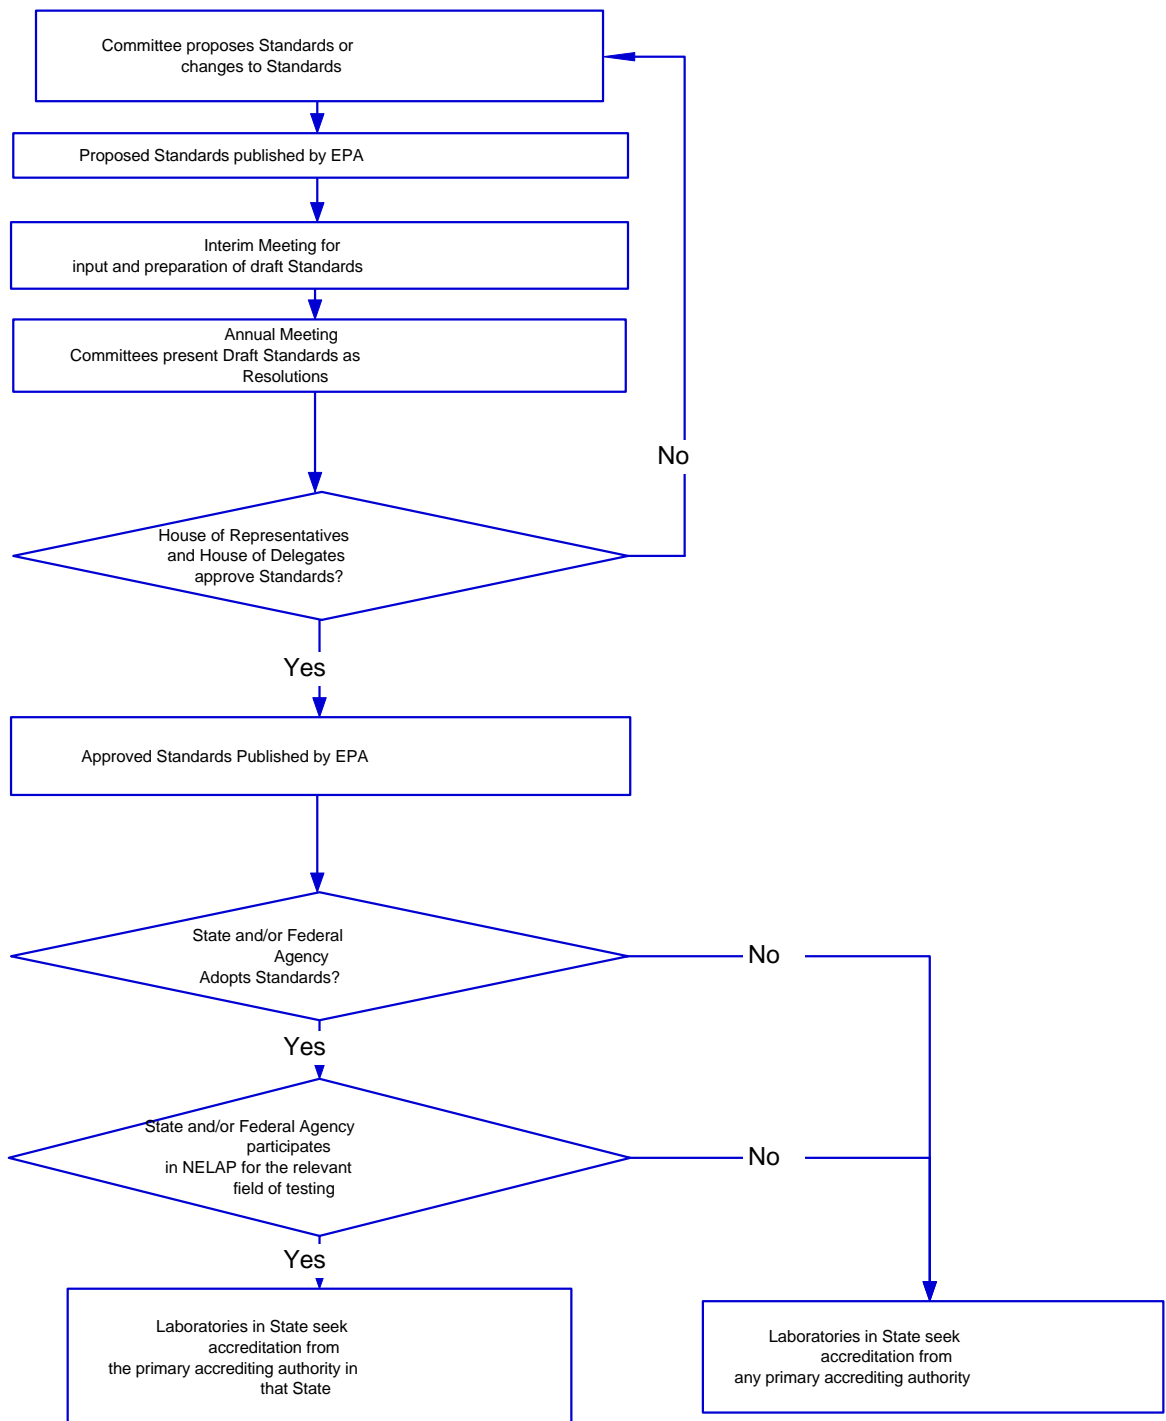 Committee proposes Standards or
changes to Standards
Proposed Standards published by EPA
Interim Meeting for
input and preparation of draft Standards
Annual Meeting
Committees present Draft Standards as
Resolutions
No
House of Representatives
and House of Delegates
approve Standards?
Yes
Approved Standards Published by EPA
State and/or Federal
Agency
Adopts Standards?
No
Yes
State and/or Federal Agency
participates
in NELAP for the relevant
field of testing
No
Yes
Laboratories in State seek
accreditation from
the primary accrediting authority in
that State
Laboratories in State seek
accreditation from
any primary accrediting authority